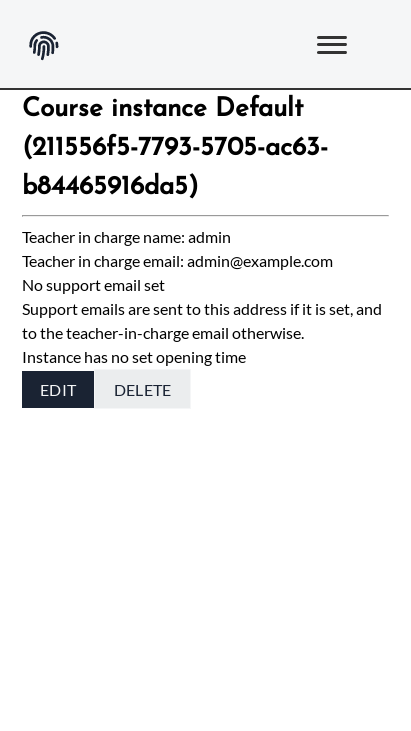 Course instance Default
(211556f5-7793-5705-ac63-
b84465916da5)
Teacher in charge name: admin
Teacher in charge email: admin@example.com
No support email set
Support emails are sent to this address if it is set, and
to the teacher-in-charge email otherwise.
Instance has no set opening time
EDIT DELETE